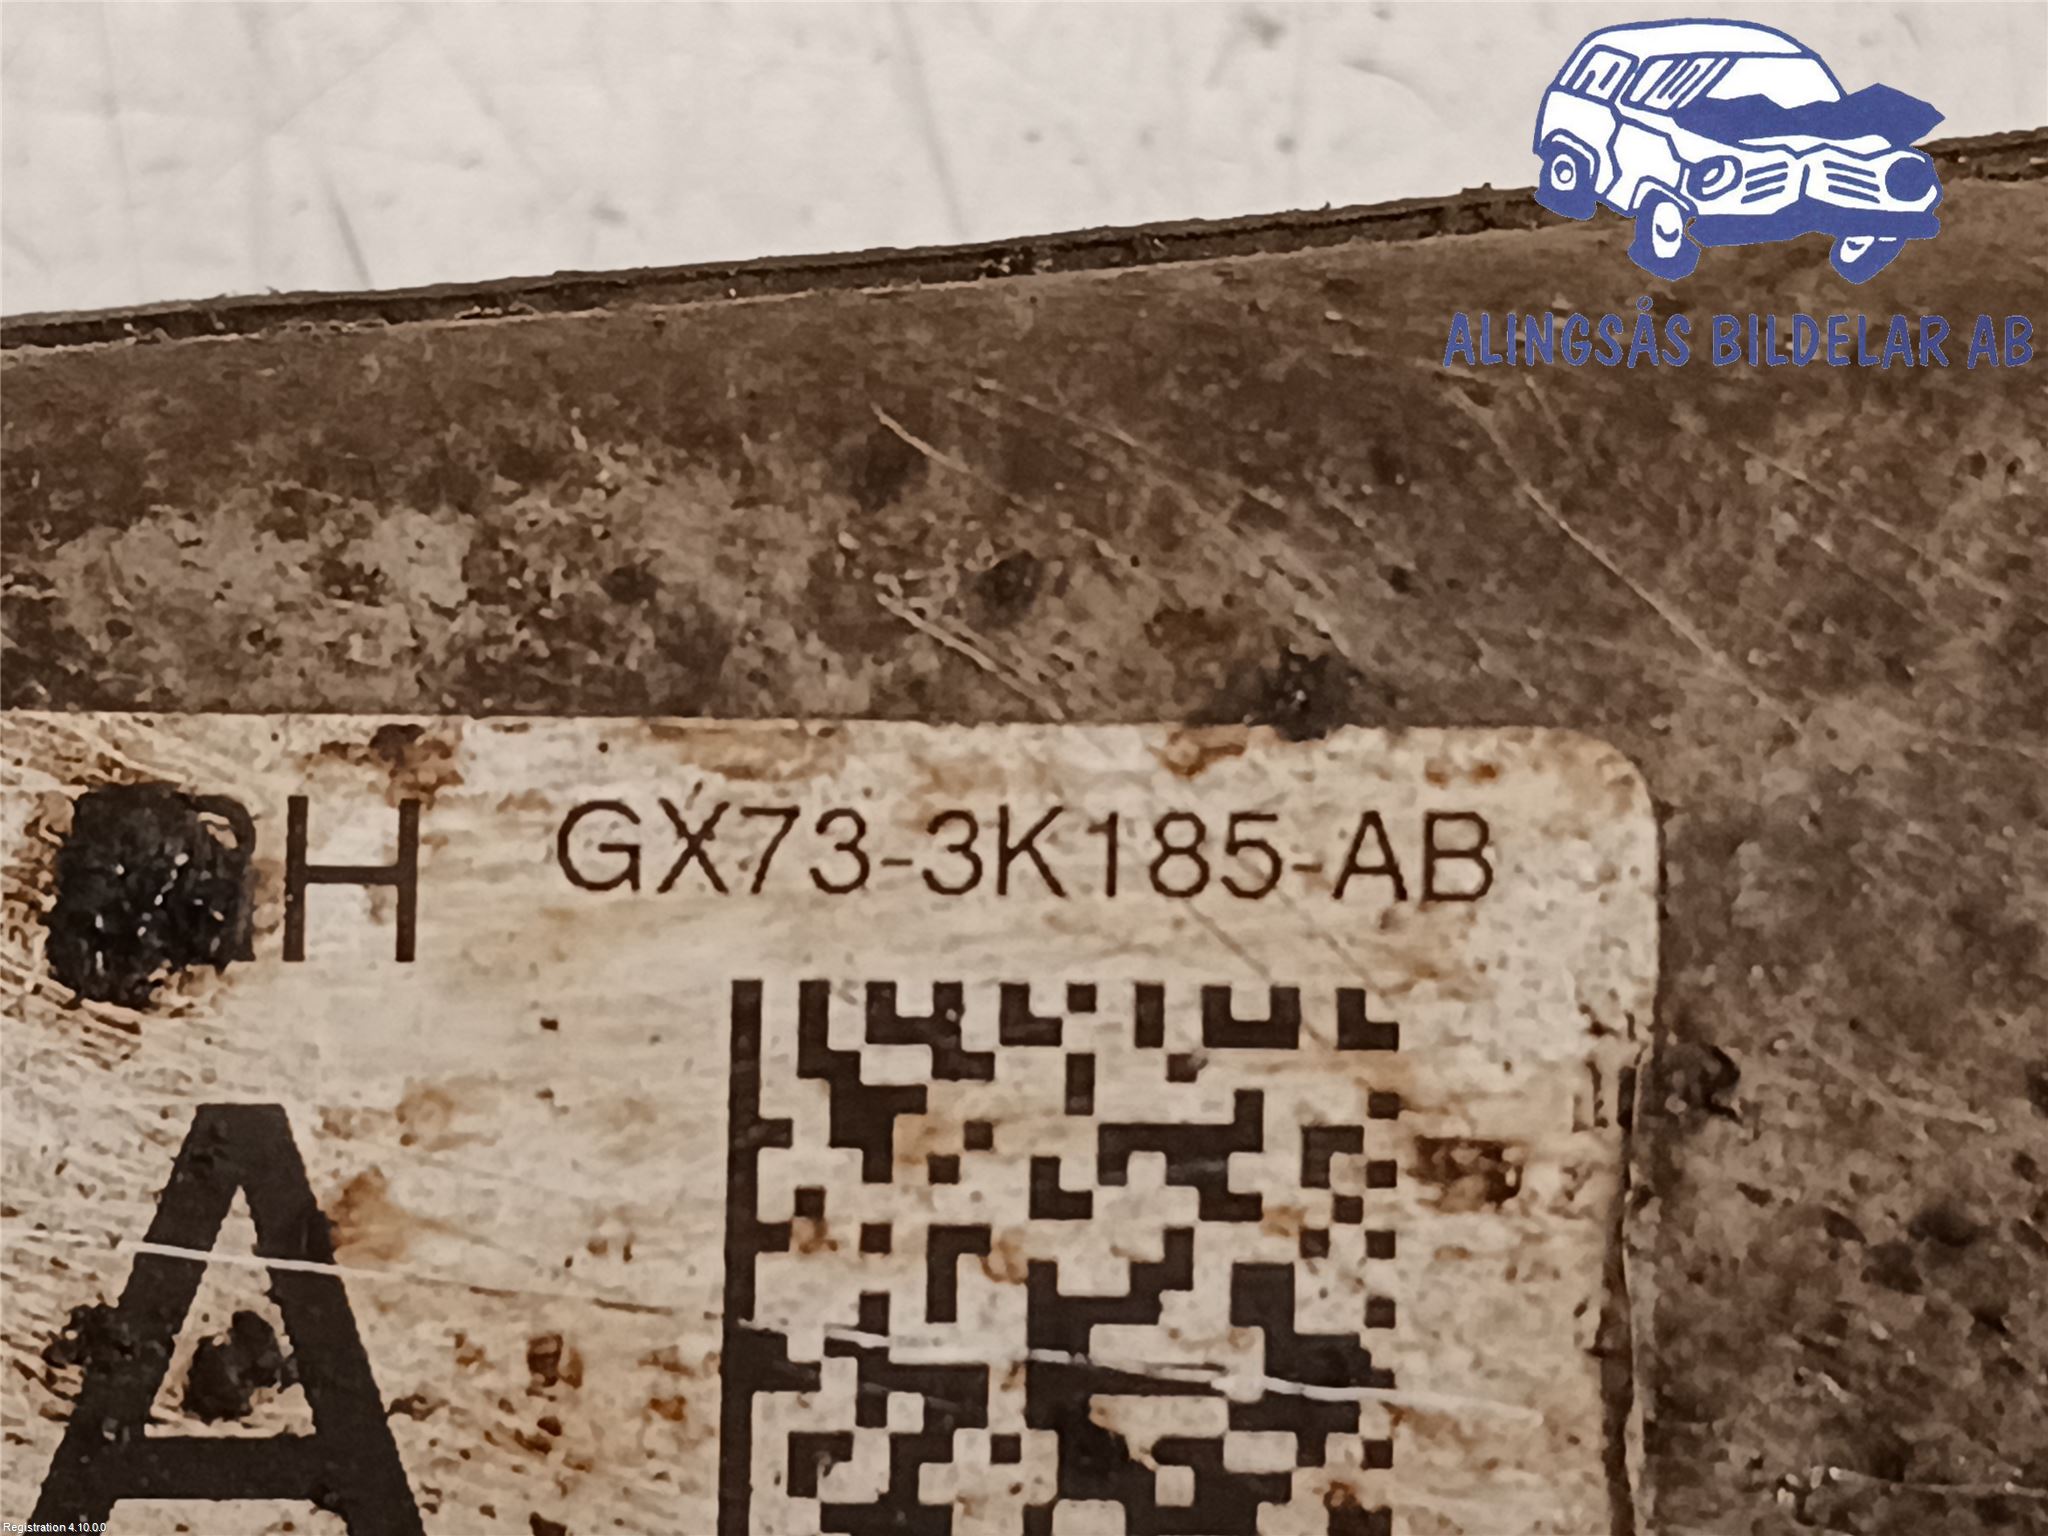 ALINGSÅS BILDELAR AB
GX73-3K185-AB
A
Registration 4.10.0.0